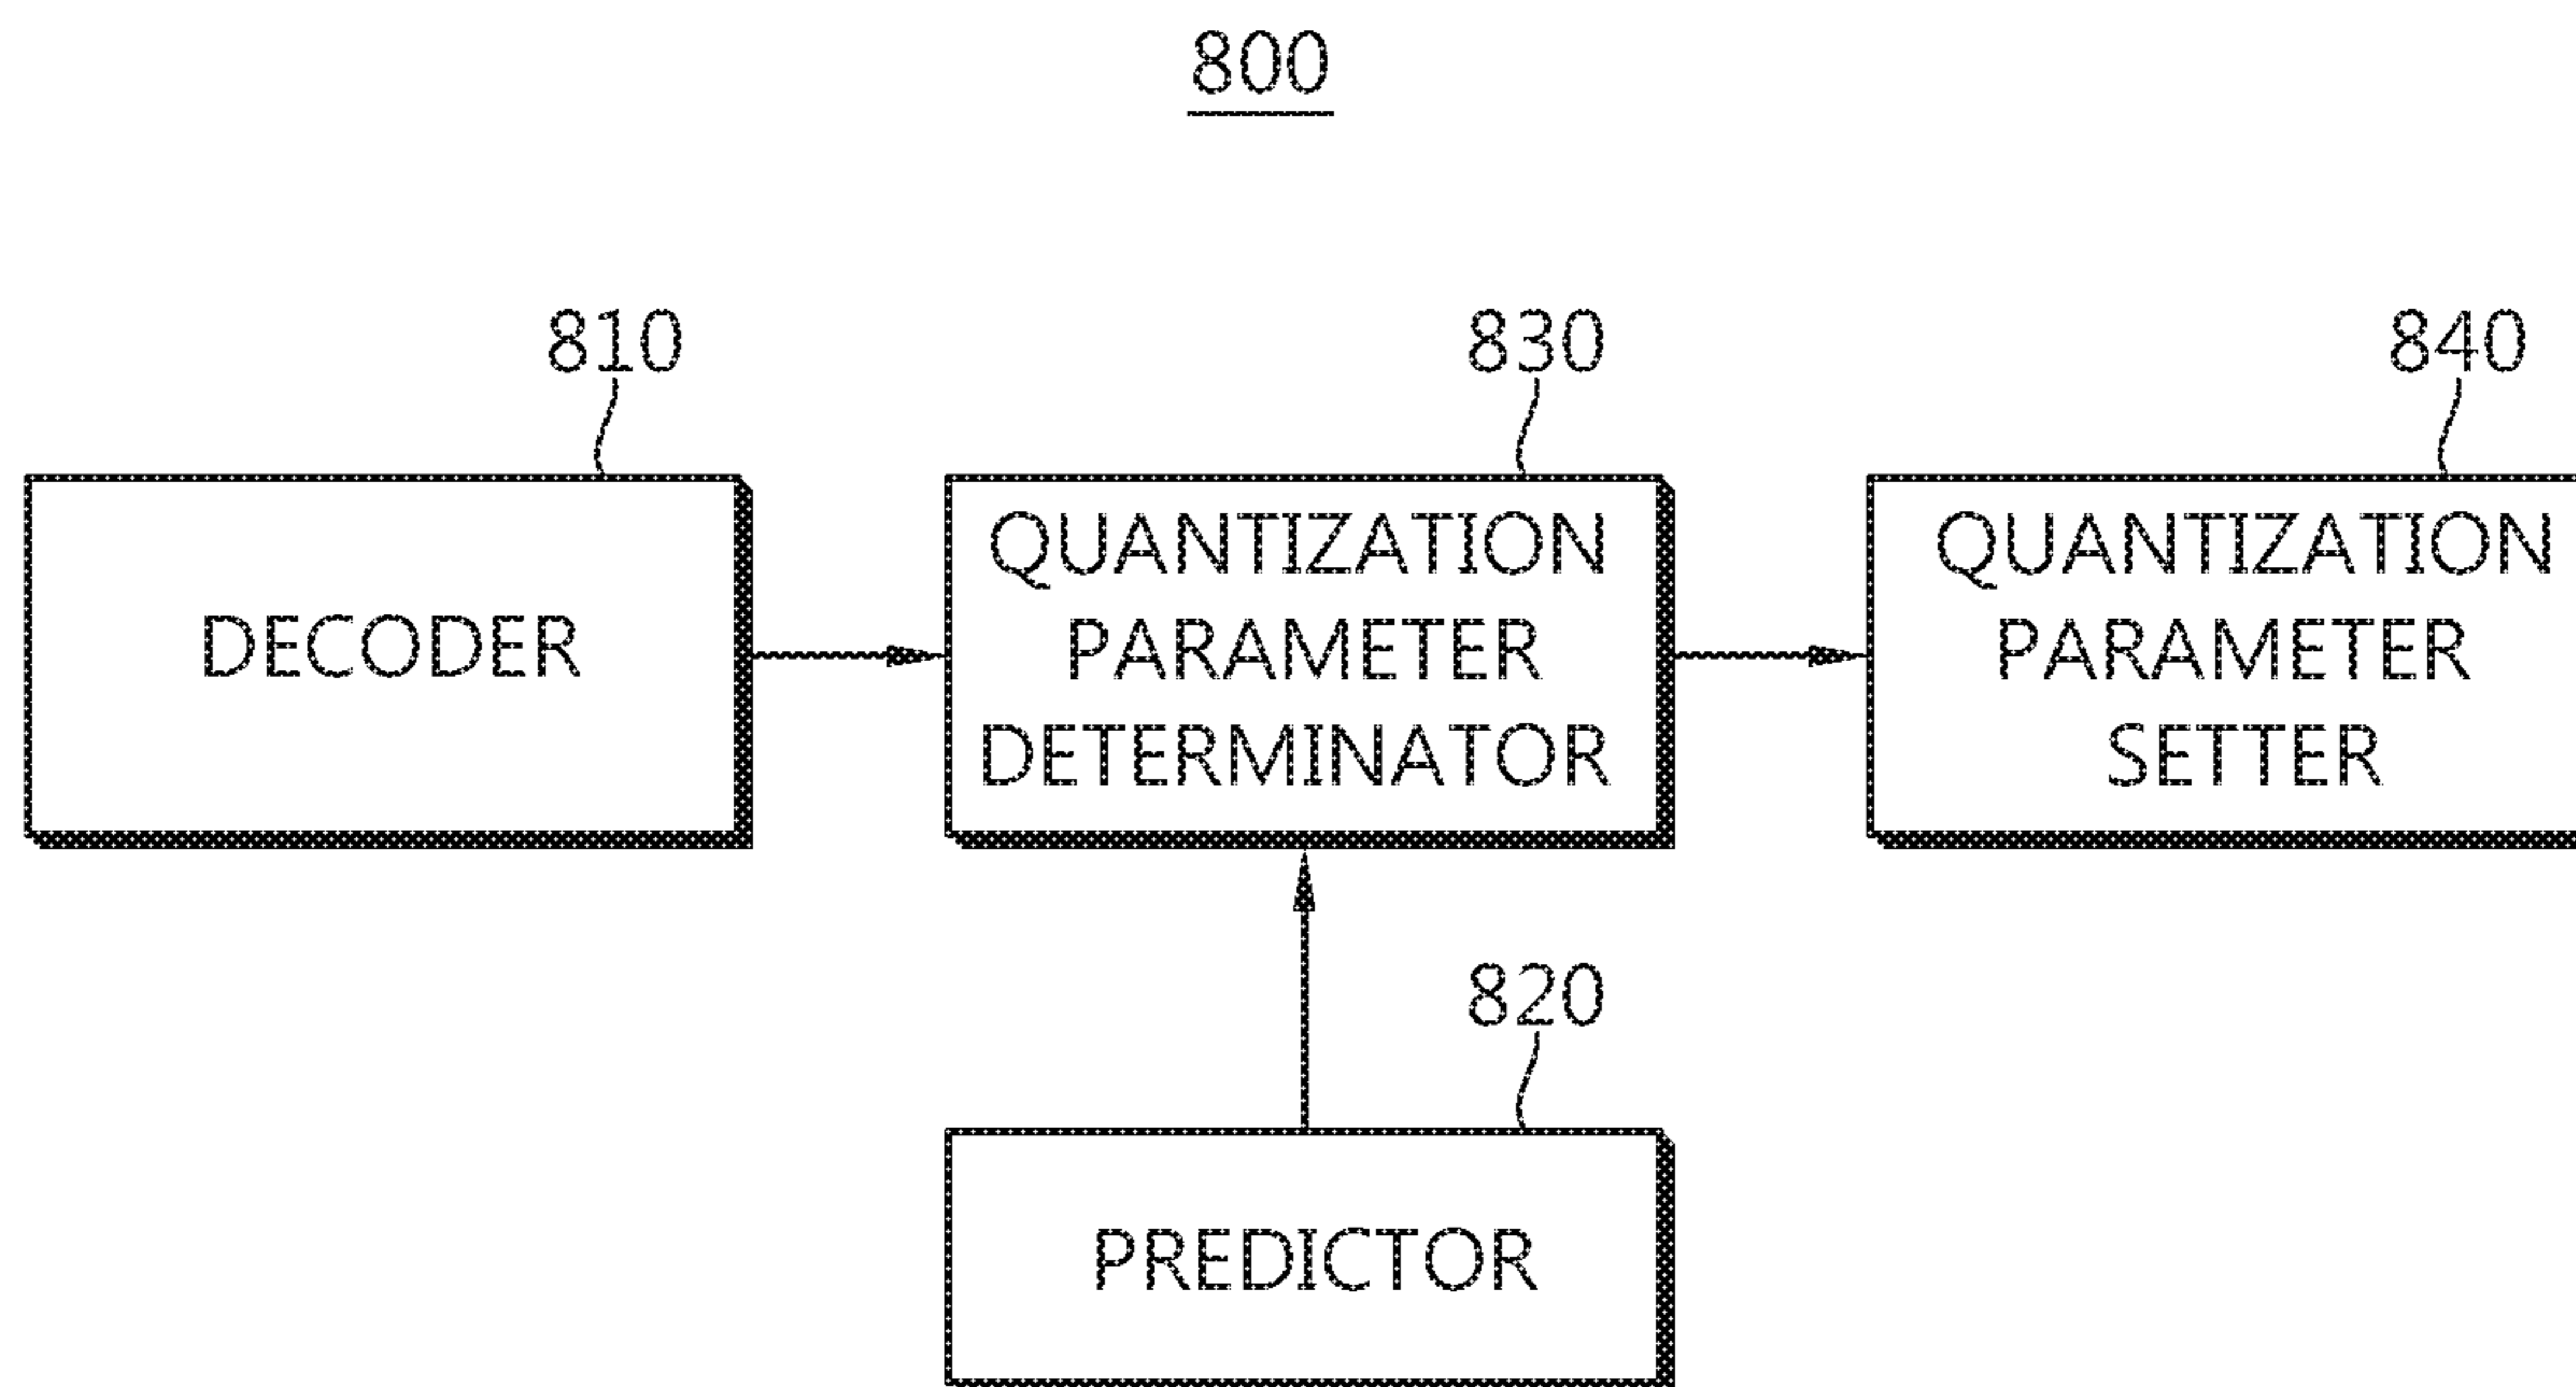 800
810
830
840
DECODER
QUANTIZATION
PARAMETER
DETERMINATOR
QUANTIZATION
PARAMETER
SETTER
820
PREDICTOR